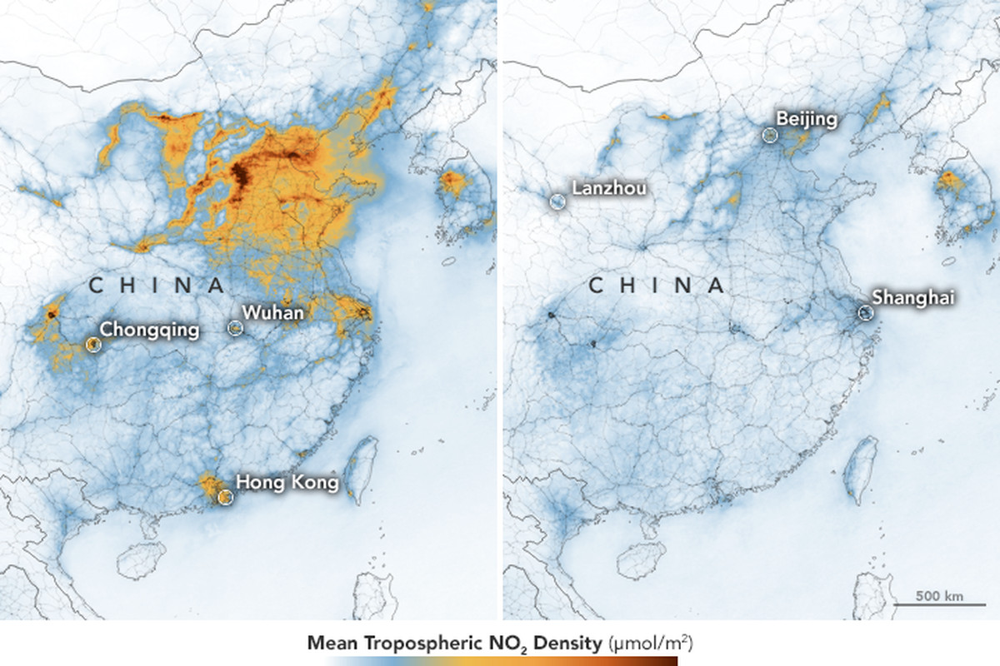 Beijing
Lanzhou
CHINA
CHINA
Shanghai
Wuhan
Chongqing
Hong Kong
500 km
Mean Tropospheric NO₂ Density (µmol/m²)